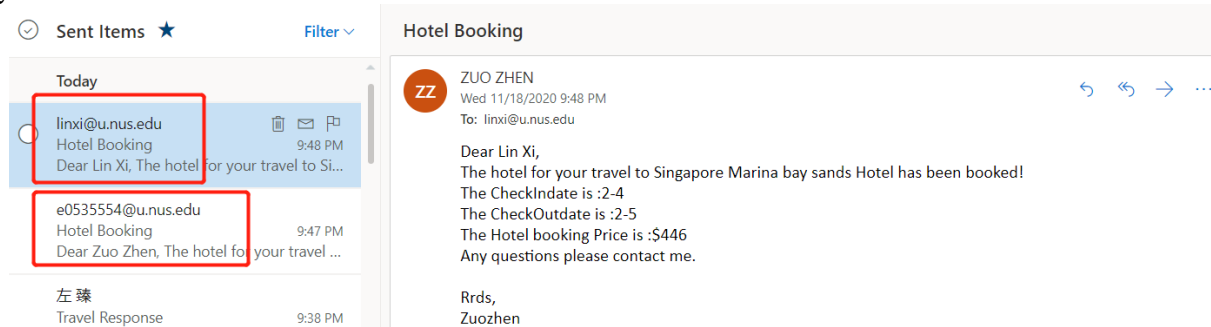 Sent Items
Filter
Today
linxi@u.nus.edu
Hotel Booking 9:48 PM
Dear Lin Xi, The hotel for your travel to Si...
e0535554@u.nus.edu
Hotel Booking 9:47 PM
Dear Zuo Zhen, The hotel for your travel ...
左 臻
Travel Response 9:38 PM
Hotel Booking
ZZ
ZUO ZHEN
Wed 11/18/2020 9:48 PM
To: linxi@u.nus.edu
Dear Lin Xi,
The hotel for your travel to Singapore Marina bay sands Hotel has been booked!
The CheckIndate is :2-4
The CheckOutdate is :2-5
The Hotel booking Price is :$446
Any questions please contact me.
Rrds,
Zuozhen